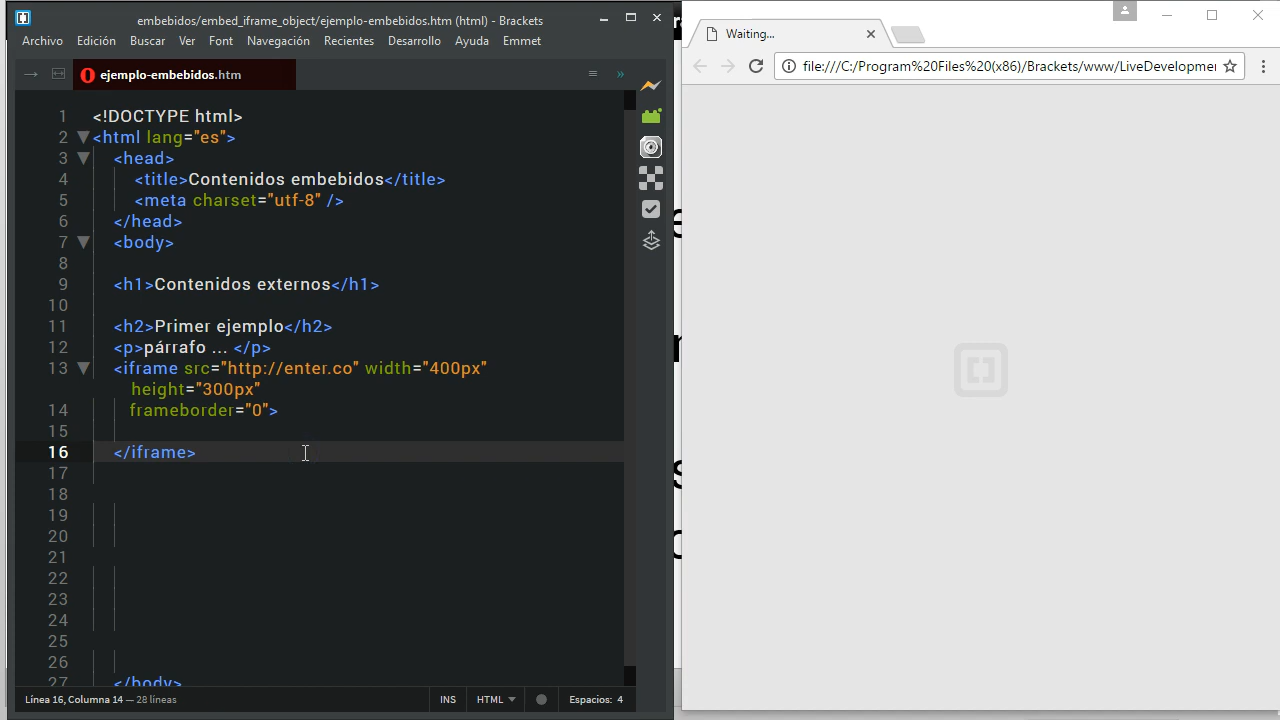 embebidos/embed_iframe_object/ejemplo-embebidos.htm (html) - Brackets
Archivo Edición Buscar Ver Font Navegación Recientes Desarrollo Ayuda Emmet
ejemplo-embebidos.htm
1 <!DOCTYPE html>
2 <html lang="es">
3 <head>
4 <title>Contenidos embebidos</title>
5 <meta charset="utf-8" />
6 </head>
7 <body>
8
9 <h1>Contenidos externos</h1>
10
11 <h2>Primer ejemplo</h2>
12 <p>párrafo ... </p>
13 <iframe src="http://enter.co" width="400px"
height="300px"
14 frameborder="0">
15
16 </iframe>
17
18
19
20
21
22
23
24
25
26
27 </body>
Línea 16, Columna 14 — 28 líneas INS HTML Espacios: 4
Waiting...
file:///C:/Program%20Files%20(x86)/Brackets/www/LiveDevelopmer